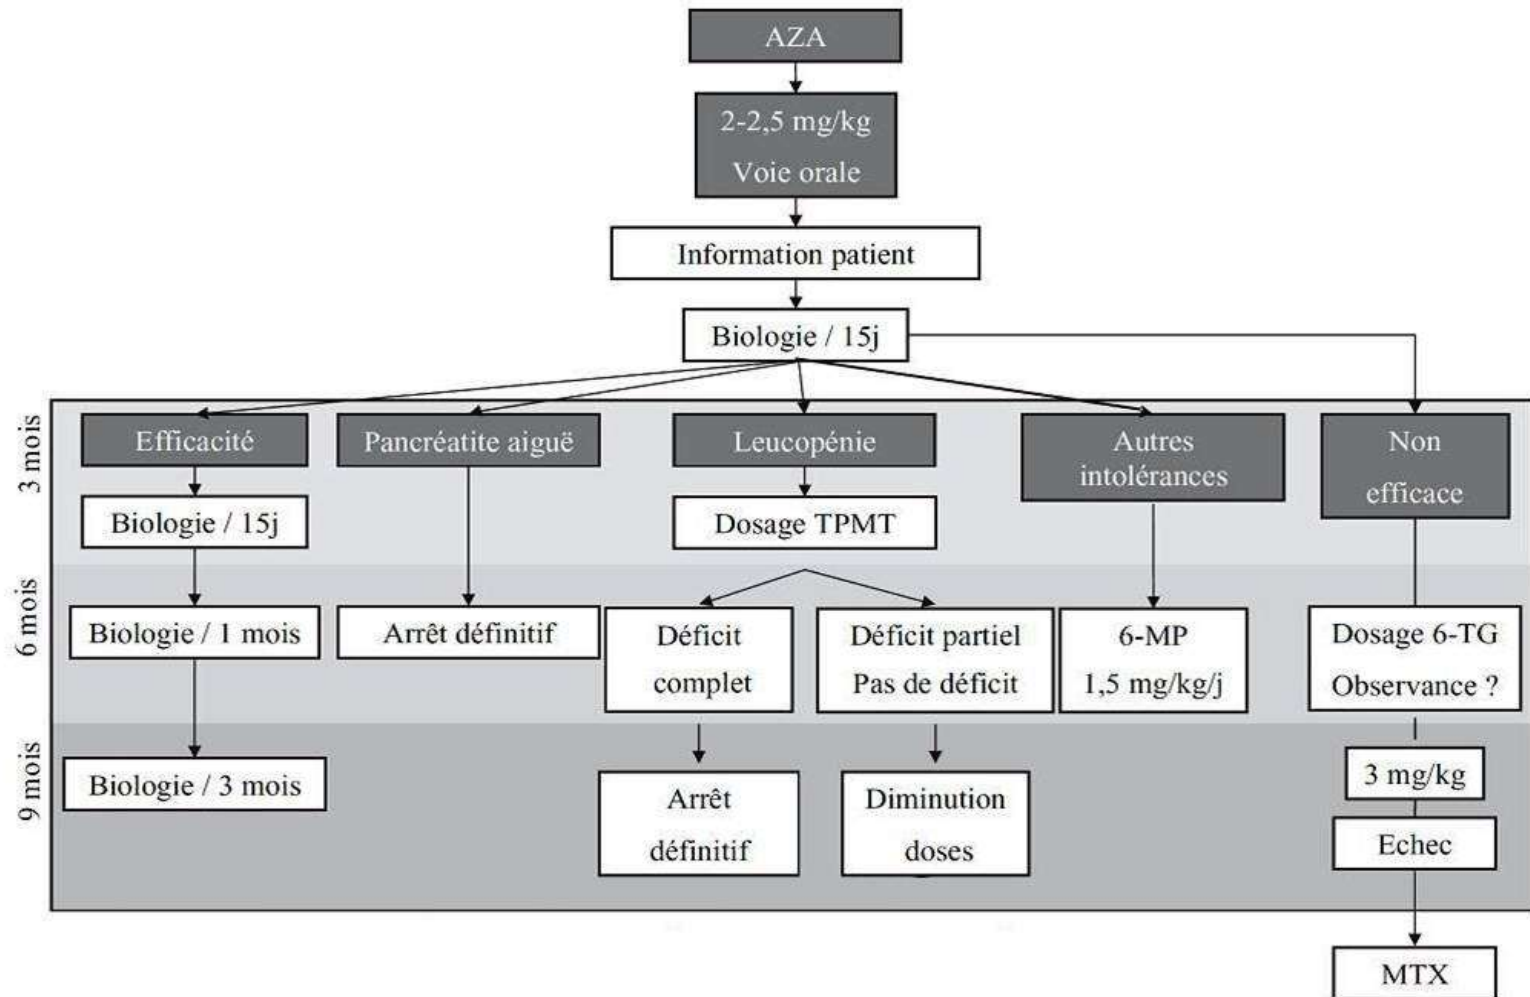 AZA
2-2,5 mg/kg
Voie orale
Information patient
Biologie / 15j
3 mois
Efficacité
Pancréatite aiguë
Leucopénie
Autres
intolérances
Non
efficace
Biologie / 15j
Dosage TPMT
6 mois
Biologie / 1 mois
Arrêt définitif
Déficit
complet
Déficit partiel
Pas de déficit
6-MP
1,5 mg/kg/j
Dosage 6-TG
Observance ?
9 mois
Biologie / 3 mois
Arrêt
définitif
Diminution
doses
3 mg/kg
Echec
MTX